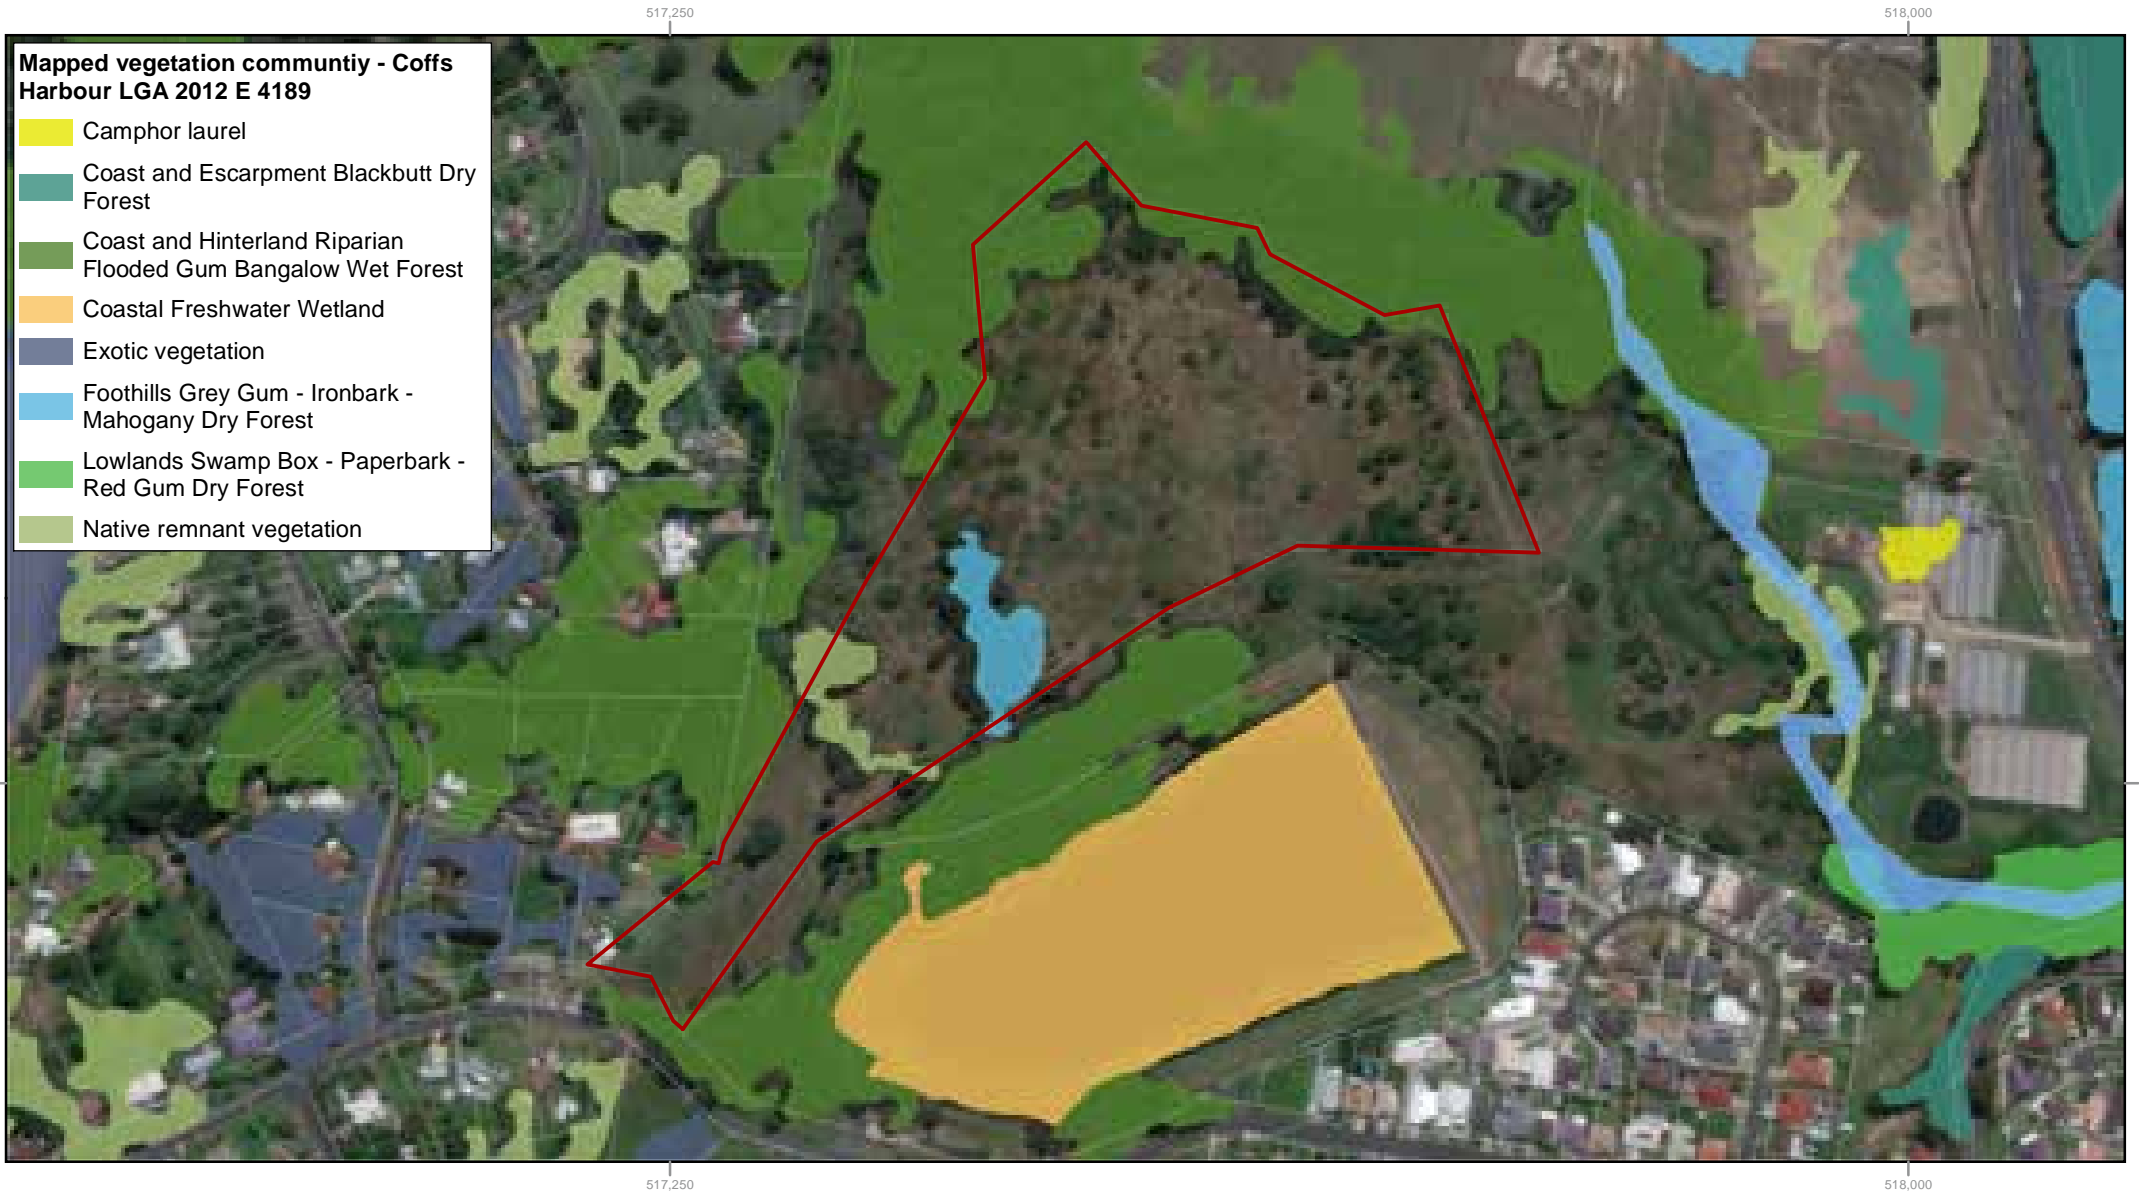 517,250
518,000
Mapped vegetation communtiy - Coffs
Harbour LGA 2012 E 4189
Camphor laurel
Coast and Escarpment Blackbutt Dry
Forest
Coast and Hinterland Riparian
Flooded Gum Bangalow Wet Forest
Coastal Freshwater Wetland
Exotic vegetation
Foothills Grey Gum - Ironbark -
Mahogany Dry Forest
Lowlands Swamp Box - Paperbark -
Red Gum Dry Forest
Native remnant vegetation
517,250
518,000